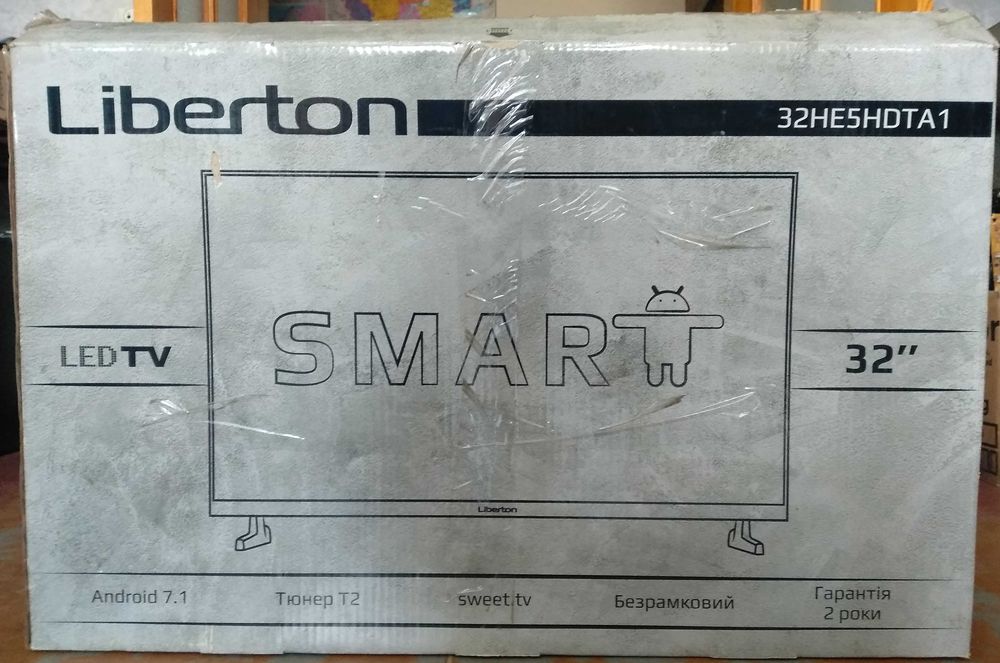 Liberton
32HE5HDTA1
SMART
LED TV
32''
Liberton
Android 7.1
Тюнер Т2
sweet.tv
Безрамковий
Гарантія
2 роки